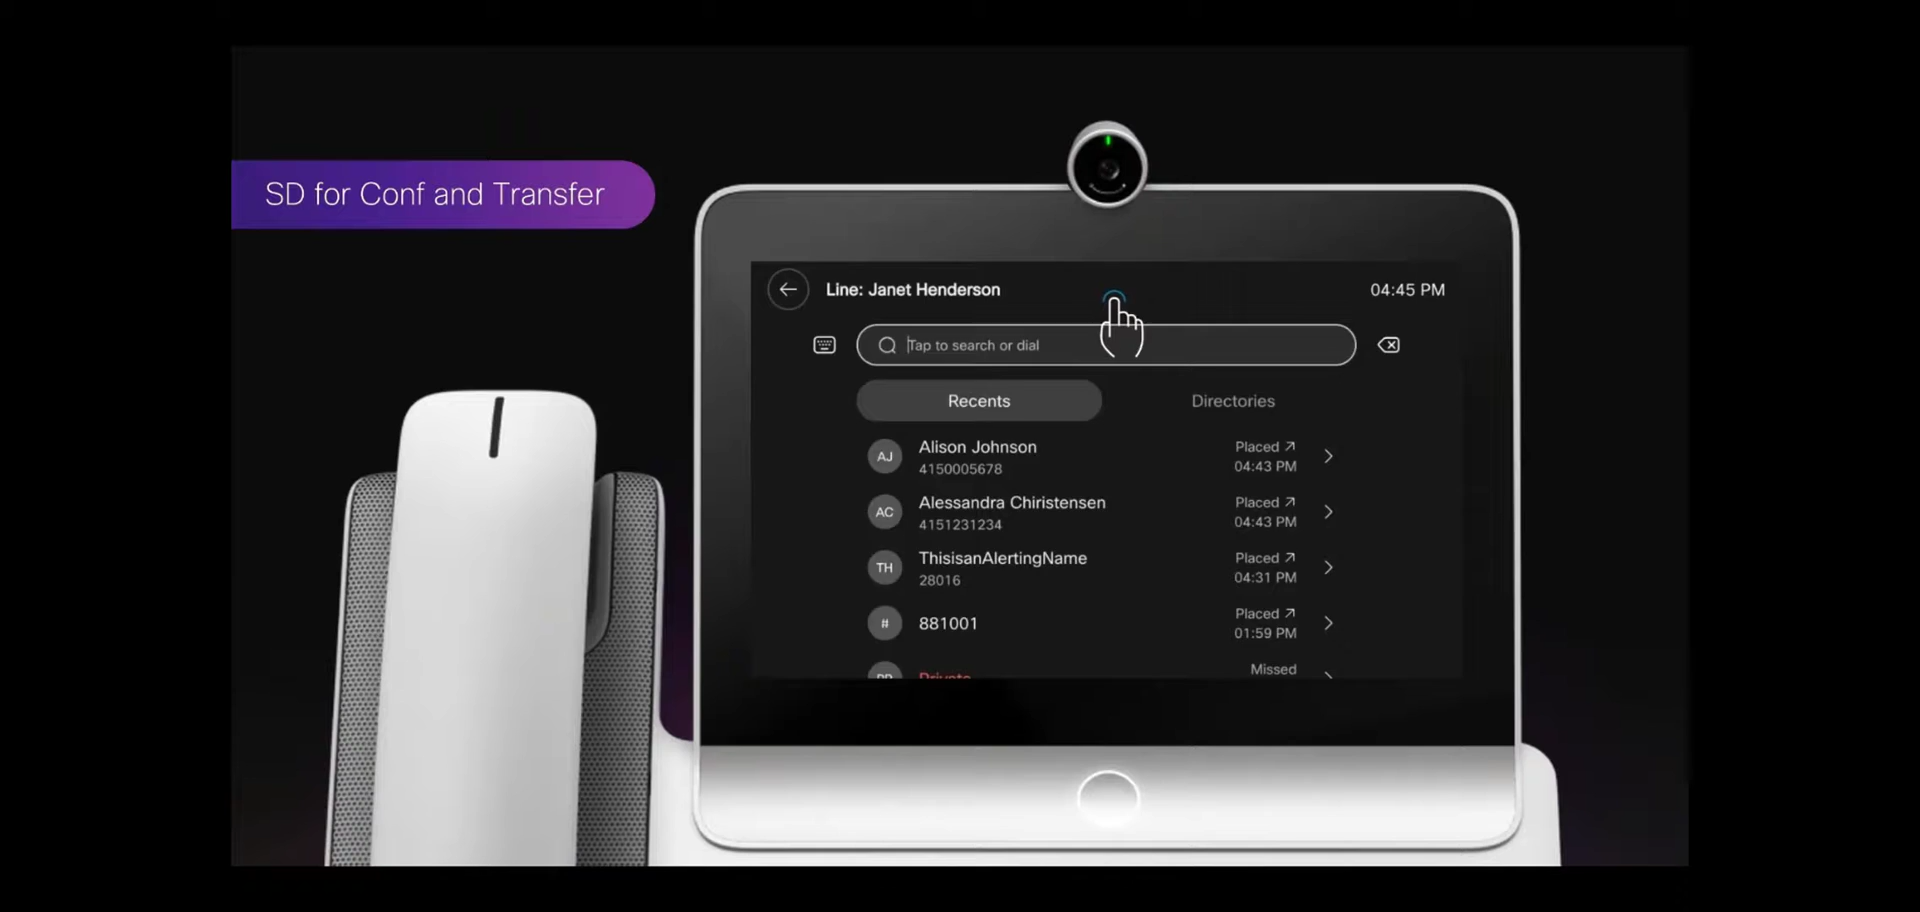 SD for Conf and Transfer
Line: Janet Henderson
04:45 PM
Tap to search or dial
Recents
Directories
AJ
Alison Johnson
4150005678
Placed
04:43 PM
AC
Alessandra Chiristensen
4151231234
Placed
04:43 PM
TH
ThisisanAlertingName
28016
Placed
04:31 PM
#
881001
Placed
01:59 PM
Private
Missed